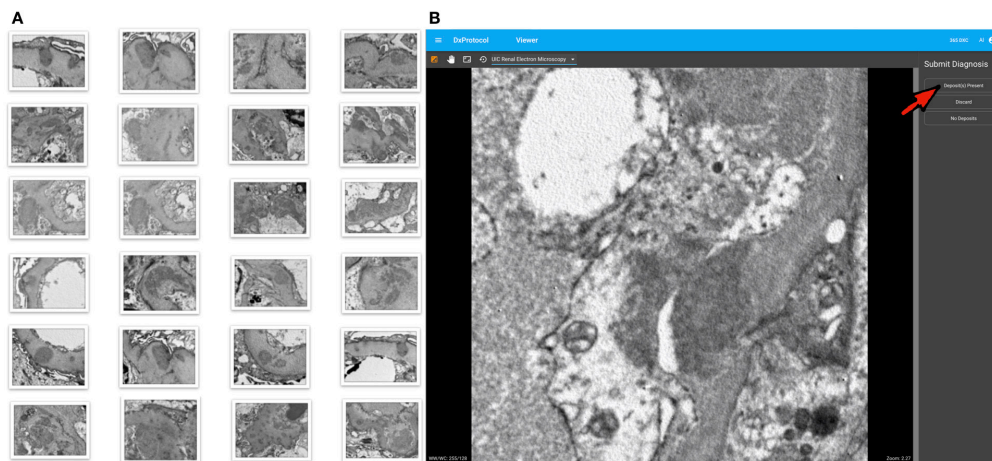 A
B
DxProtocol Viewer 365 DXC AI
UIC Renal Electron Microscopy
Submit Diagnosis
Deposit(s) Present
Discard
No Deposits
WW/WC: 255/128 Zoom: 2.27